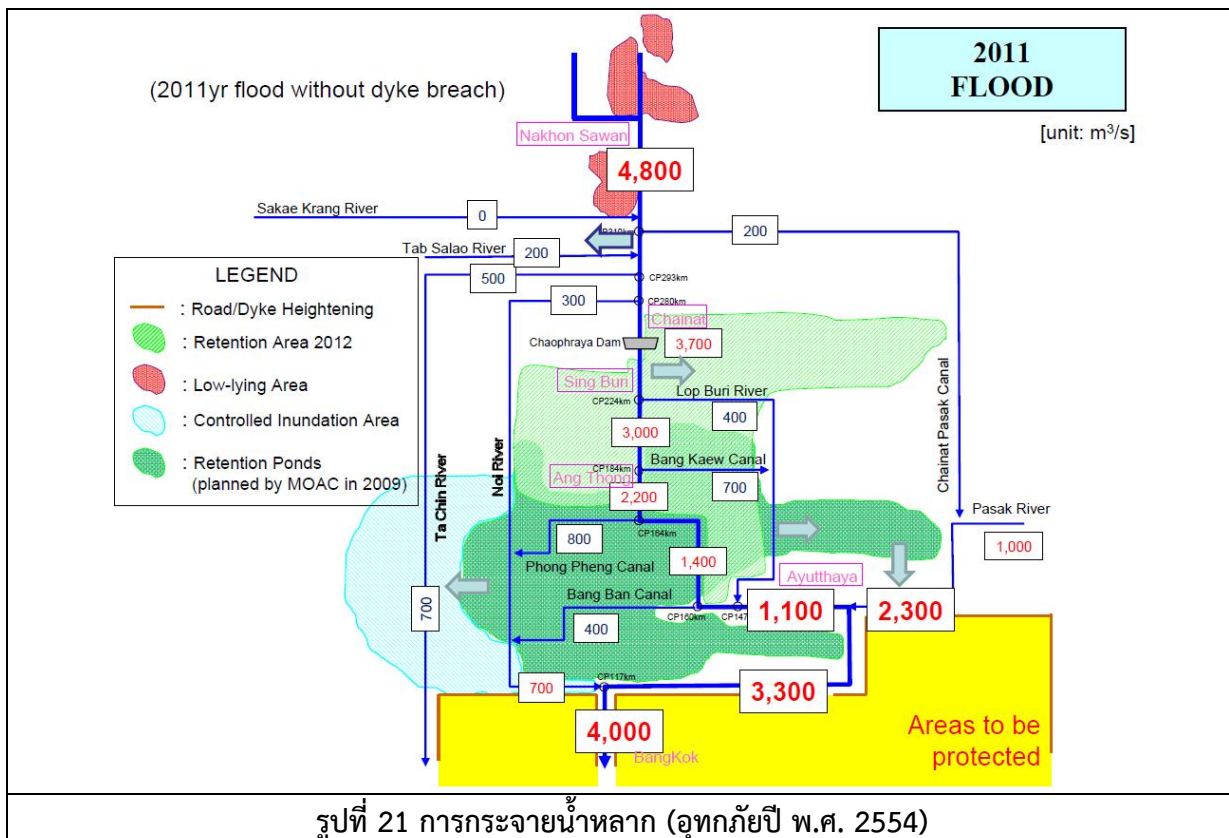 2011
FLOOD
(2011yr flood without dyke breach)
[unit: m³/s]
Nakhon Sawan
4,800
Sakae Krang River
0
200
Tab Salao River
200
500
CP293km
LEGEND
: Road/Dyke Heightening
: Retention Area 2012
: Low-lying Area
: Controlled Inundation Area
: Retention Ponds
(planned by MOAC in 2009)
300
CP280km
Chainat
Chaophraya Dam
3,700
Sing Buri
Lop Buri River
CP224km
400
3,000
Bang Kaew Canal
CP184km
Ang Thong
700
2,200
Ta Chin River
Noi River
Chainat Pasak Canal
Pasak River
1,000
CP164km
800
Phong Pheng Canal
1,400
Ayutthaya
Bang Ban Canal
700
400
CP160km
CP147
1,100
2,300
700
CP117km
3,300
4,000
BangKok
Areas to be
protected
รูปที่ 21 การกระจายน้ำหลาก (อุทกภัยปี พ.ศ. 2554)